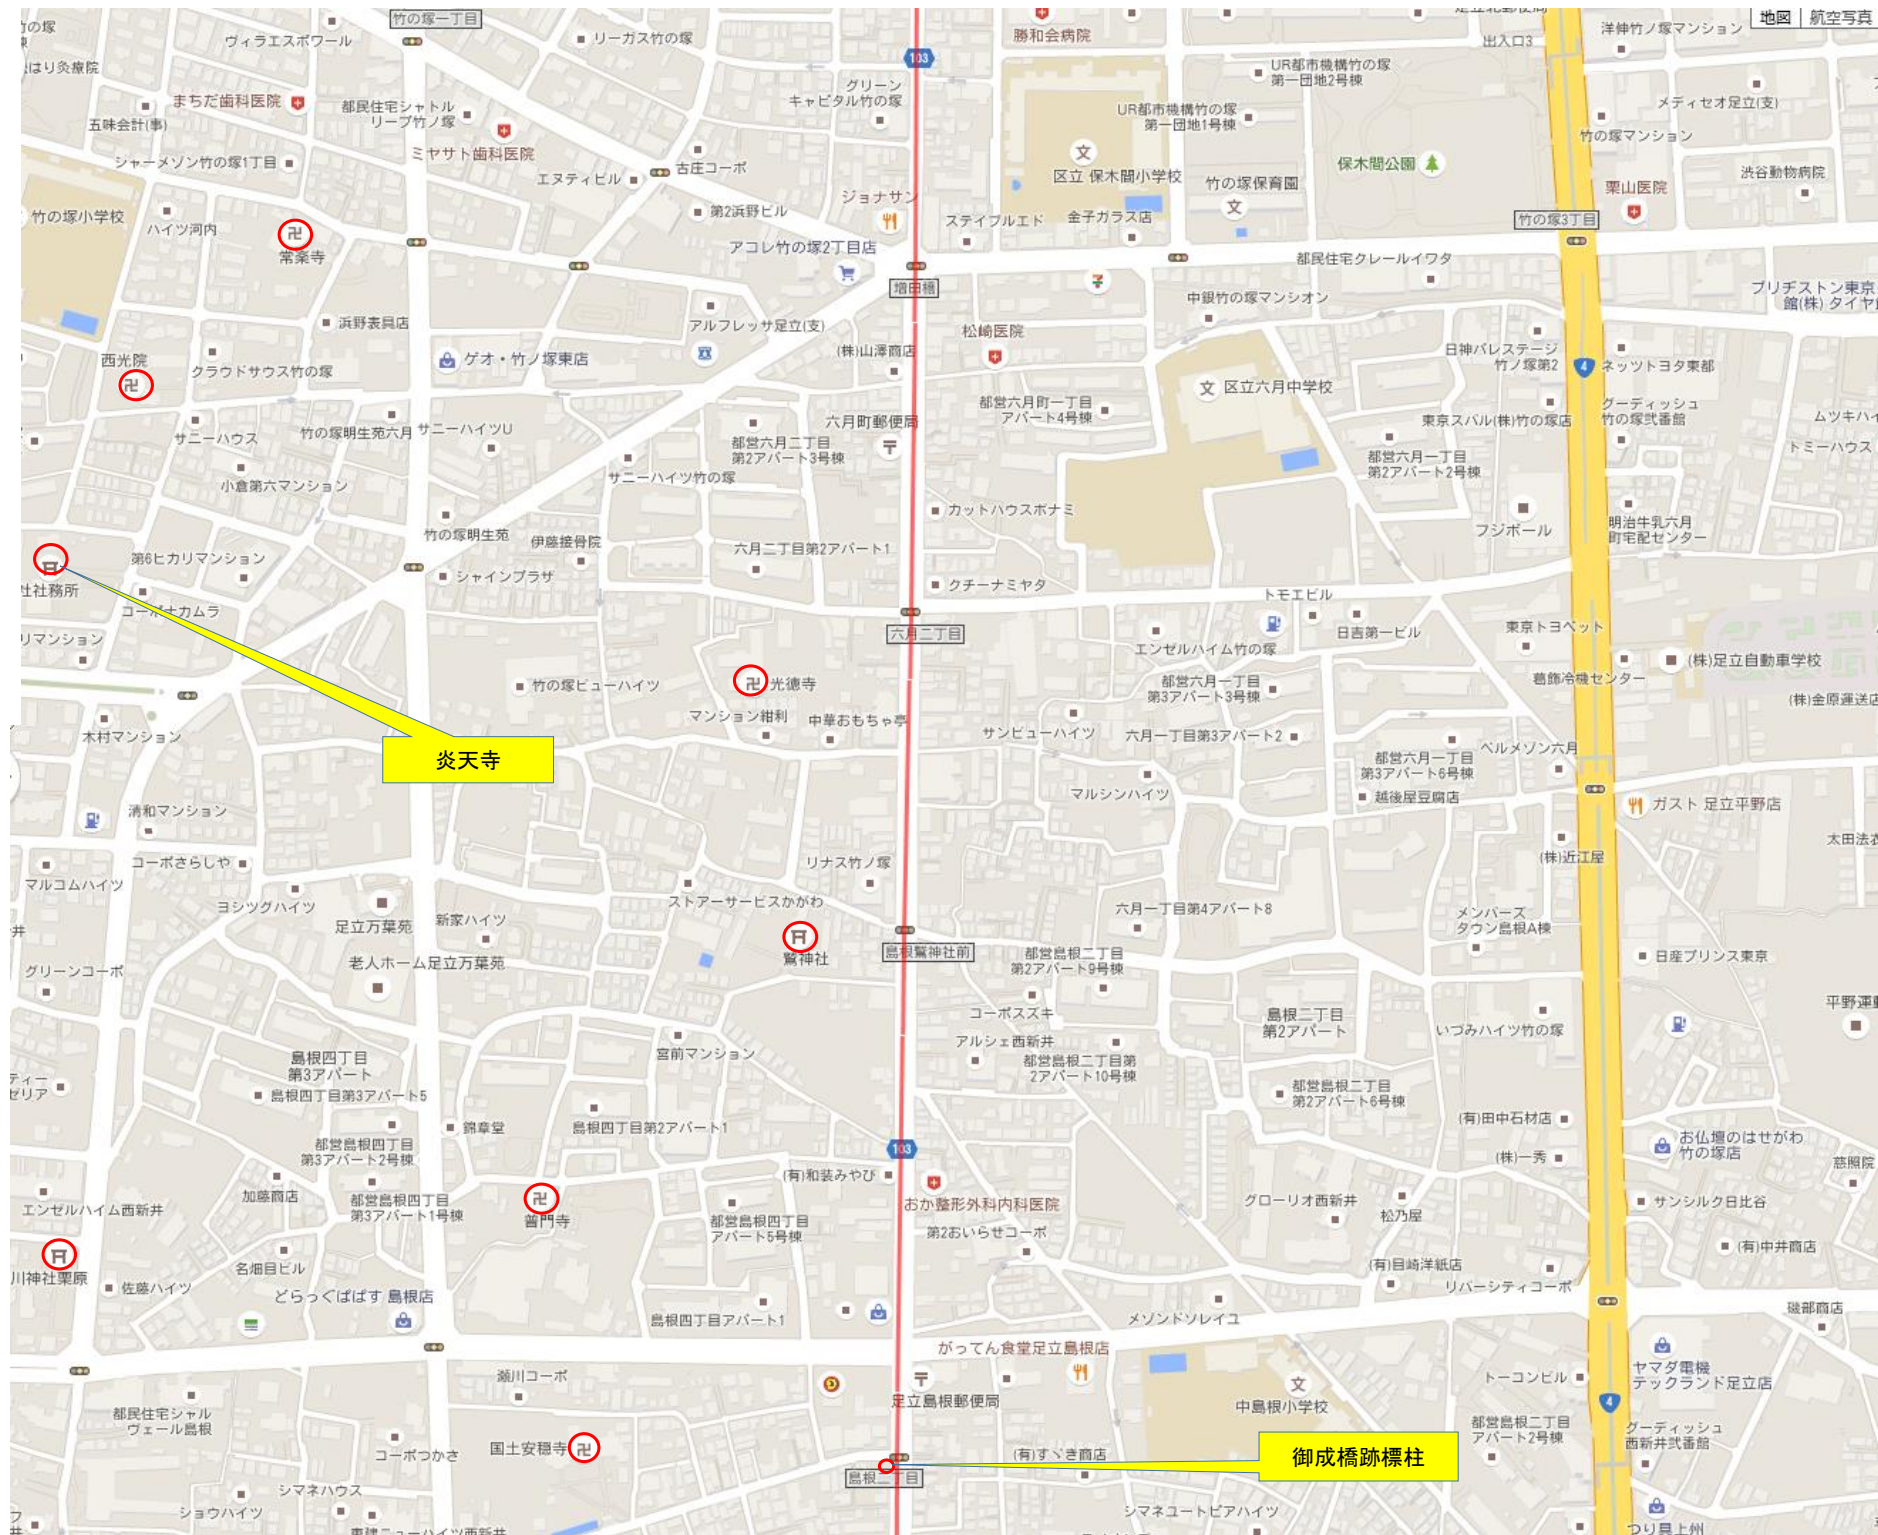 竹の塚一丁目
ヴィラエスポワール
リーガス竹の塚
103
勝和会病院
出入口3
洋伸竹ノ塚マンション
地図
航空写真
はり灸療院
まちだ歯科医院
五味会計(事)
都民住宅シャトル
リーブ竹ノ塚
グリーン
キャピタル竹の塚
UR都市機構竹の塚
第一団地2号棟
UR都市機構竹の塚
第一団地1号棟
メディセオ足立(支)
竹の塚マンション
シャーメゾン竹の塚1丁目
ミヤサト歯科医院
エヌティビル
古庄コーポ
文
区立 保木間小学校
竹の塚保育園
文
保木間公園
渋谷動物病院
栗山医院
竹の塚小学校
ハイツ河内
常楽寺
第2浜野ビル
ジョナサン
ステイブルエド
金子ガラス店
竹の塚3丁目
アコレ竹の塚2丁目店
増田橋
都民住宅クレールイワタ
中銀竹の塚マンシオン
ブリヂストン東京
館(株) タイヤ
浜野表具店
アルフレッサ足立(支)
(株)山澤商店
松崎医院
西光院
クラウドサウス竹の塚
ゲオ・竹ノ塚東店
日神パレステージ
竹ノ塚第2
4
ネッツトヨタ東都
文
区立六月中学校
都営六月町一丁目
アパート4号棟
サニーハウス
竹の塚明生苑六月
サニーハイツU
六月町郵便局
東京スバル(株)竹の塚店
グーディッシュ
竹の塚弐番館
ムツキハイ
トミーハウス
都営六月二丁目
第2アパート3号棟
都営六月一丁目
第2アパート2号棟
小倉第六マンション
サニーハイツ竹の塚
カットハウスボナミ
フジボール
明治牛乳六月
町宅配センター
竹の塚明生苑
伊藤接骨院
六月二丁目第2アパート1
第6ヒカリマンション
社社務所
シャインプラザ
クチーナミヤタ
コーポナカムラ
トモエビル
日吉第一ビル
六月二丁目
リマンション
エンゼルハイム竹の塚
東京トヨペット
(株)足立自動車学校
葛飾冷機センター
(株)金原運送店
竹の塚ビューハイツ
光徳寺
都営六月一丁目
第3アパート3号棟
マンション紺利
中華おもちゃ亭
サンビューハイツ
六月一丁目第3アパート2
木村マンション
炎天寺
都営六月一丁目
第3アパート6号棟
ベルメゾン六月
マルシンハイツ
越後屋豆腐店
ガスト 足立平野店
清和マンション
太田法衣
(株)近江屋
コーポさらしや
リナス竹ノ塚
マルコムハイツ
ヨシツグハイツ
足立万葉苑
新家ハイツ
ストアーサービスかがわ
六月一丁目第4アパート8
メンバーズ
タウン島根A棟
井
鷲神社
島根鷲神社前
都営島根二丁目
第2アパート9号棟
日産プリンス東京
グリーンコーポ
老人ホーム足立万葉苑
コーポスズキ
島根二丁目
第2アパート
いづみハイツ竹の塚
平野運
宮前マンション
アルシェ西新井
都営島根二丁目第
2アパート10号棟
島根四丁目
第3アパート
ティー
ゼリア
島根四丁目第3アパート5
都営島根二丁目
第2アパート6号棟
錦章堂
島根四丁目第2アパート1
(有)田中石材店
お仏壇のはせがわ
竹の塚店
103
都営島根四丁目
第3アパート2号棟
(株)一秀
慈照院
加藤商店
(有)和装みやび
都営島根四丁目
第3アパート1号棟
普門寺
おか整形外科内科医院
グローリオ西新井
松乃屋
サンシルク日比谷
エンゼルハイム西新井
都営島根四丁目
アパート5号棟
第2おいらせコーポ
(有)中井商店
川神社栗原
佐藤ハイツ
名畑目ビル
(有)目崎洋紙店
リバーシティコーポ
どらっぐぱぱす 島根店
島根四丁目アパート1
メゾンドソレイユ
磯部商店
がってん食堂足立島根店
瀬川コーポ
足立島根郵便局
文
中島根小学校
トーコンビル
ヤマダ電機
テックランド足立店
4
都民住宅シャル
ヴェール島根
都営島根二丁目
アパート2号棟
グーディッシュ
西新井弐番館
コーポつかさ
国土安穏寺
(有)すゞき商店
御成橋跡標柱
島根二丁目
シマネハウス
ショウハイツ
シマネユートピアハイツ
つり具上州